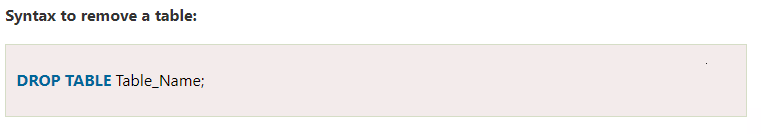 Syntax to remove a table:
DROP TABLE Table_Name;